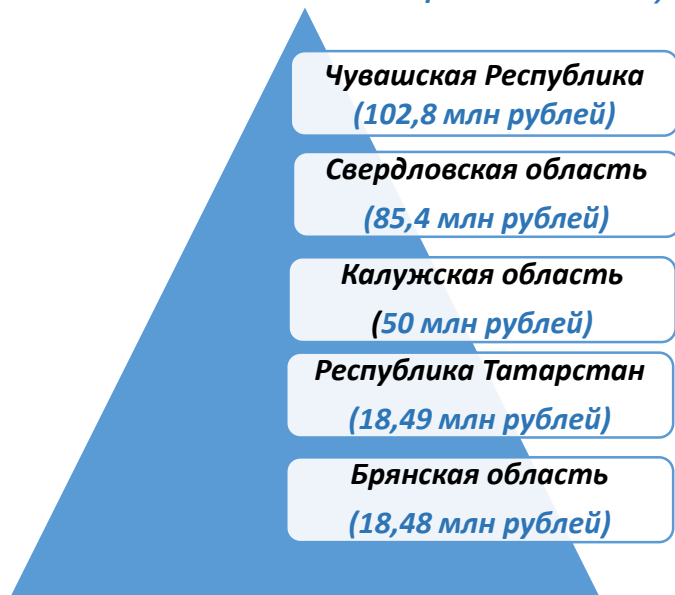 Чувашская Республика
(102,8 млн рублей)
Свердловская область
(85,4 млн рублей)
Калужская область
(50 млн рублей)
Республика Татарстан
(18,49 млн рублей)
Брянская область
(18,48 млн рублей)